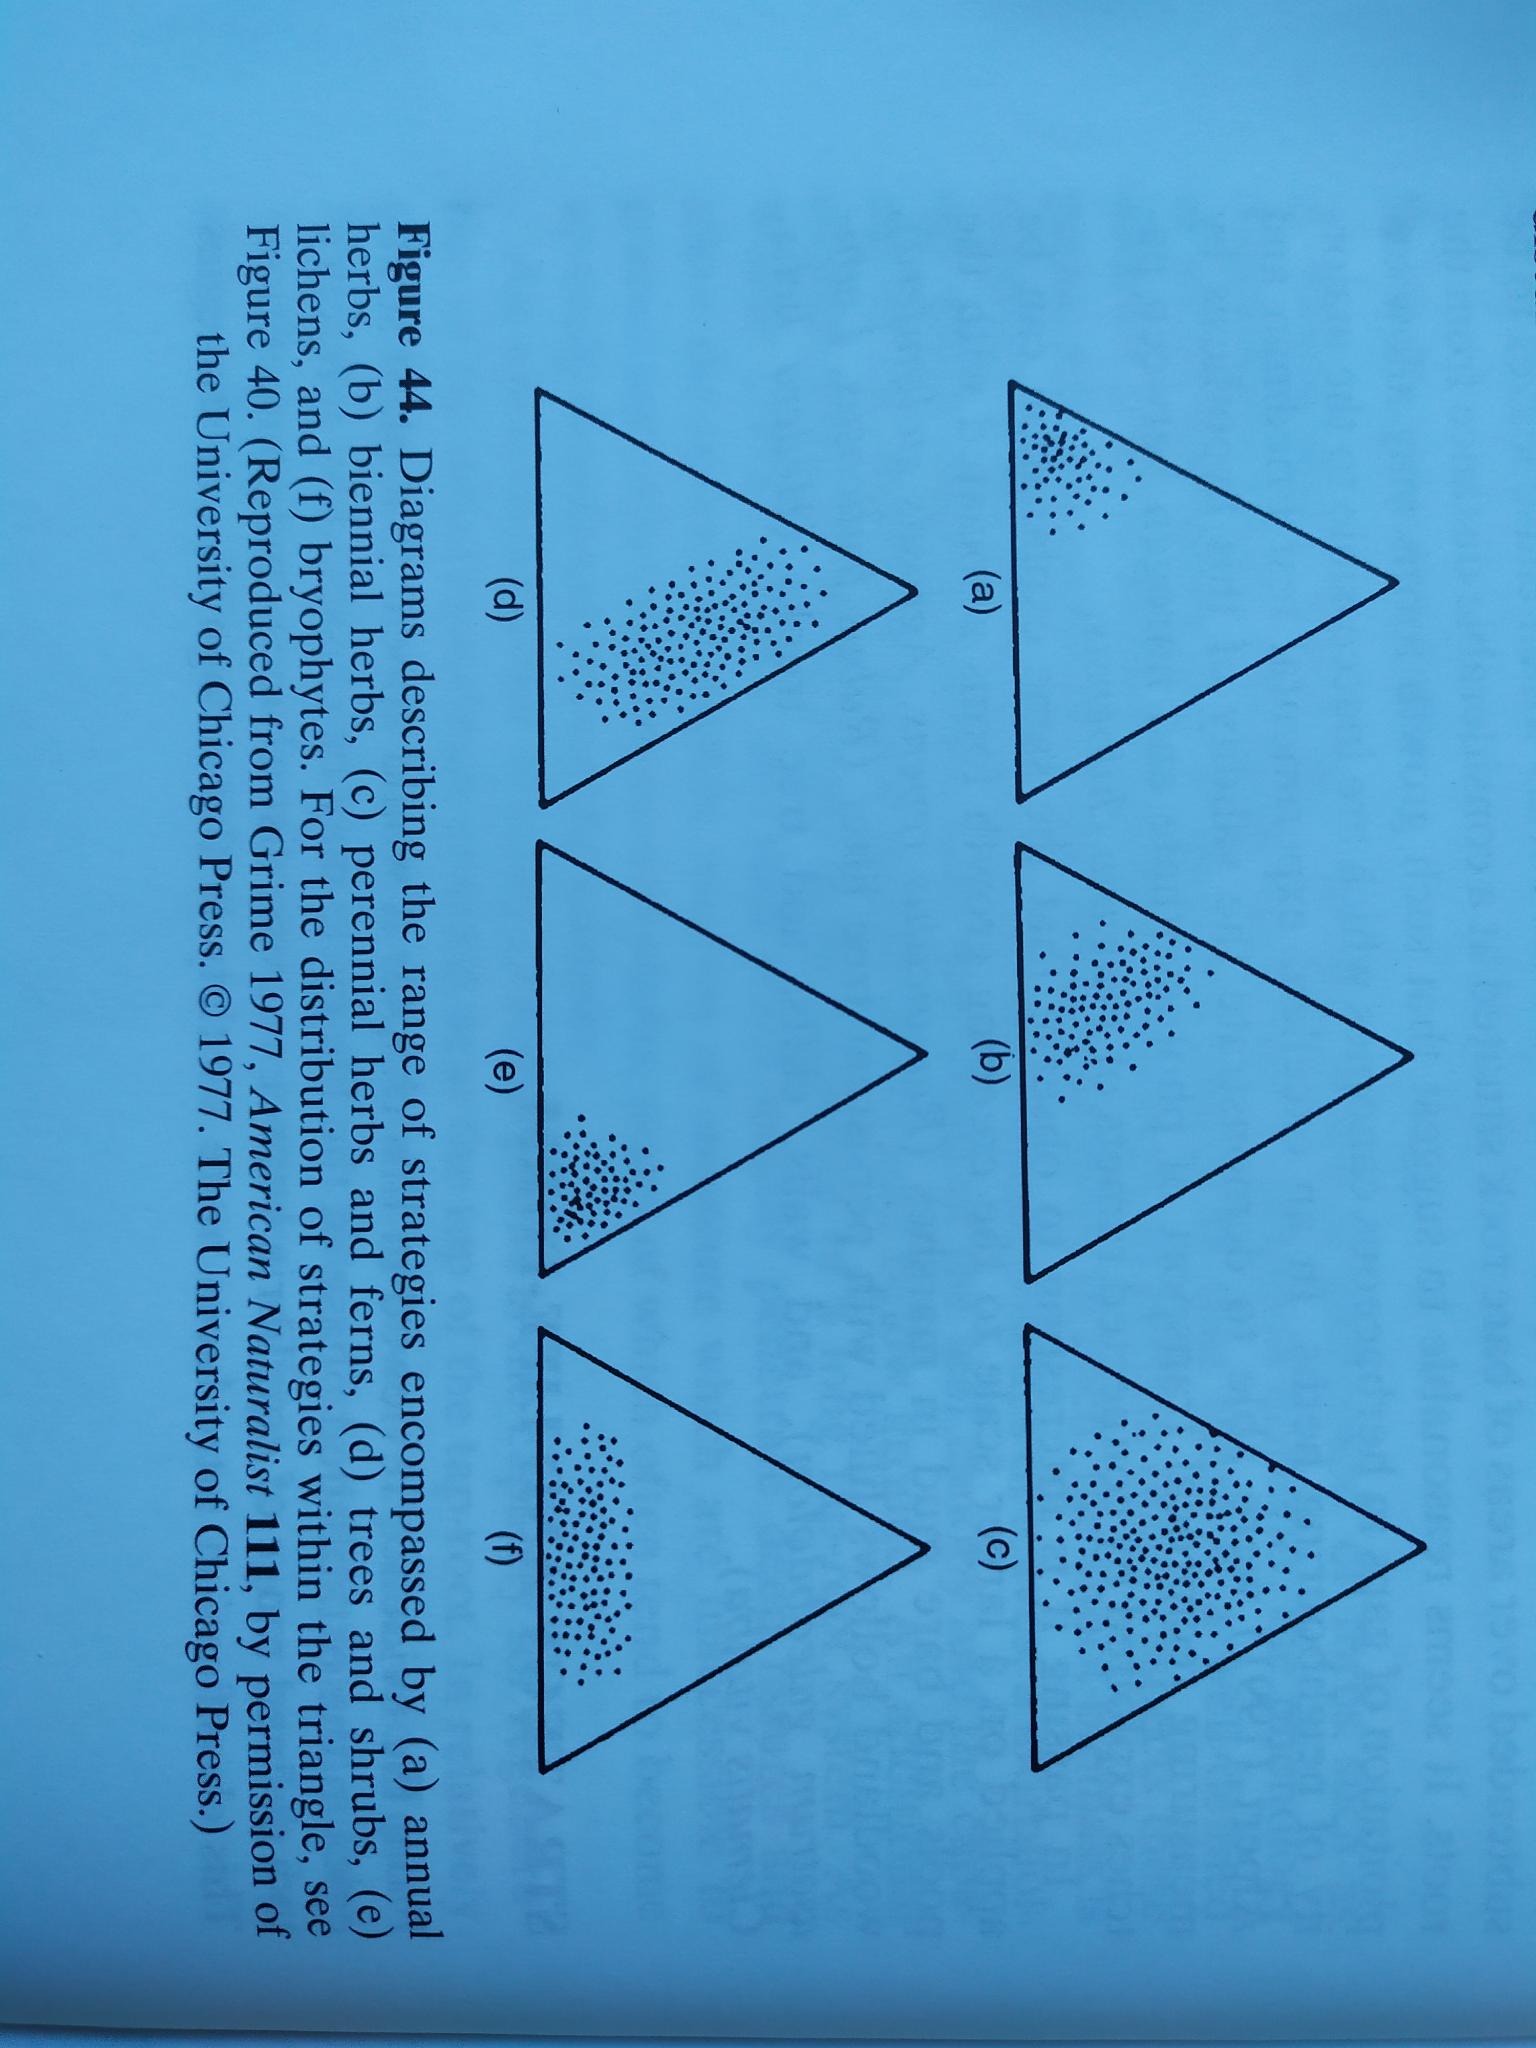 (a)
(b)
(c)
(d)
(e)
(f)
Figure 44. Diagrams describing the range of strategies encompassed by (a) annual
herbs, (b) biennial herbs, (c) perennial herbs and ferns, (d) trees and shrubs, (e)
lichens, and (f) bryophytes. For the distribution of strategies within the triangle, see
Figure 40. (Reproduced from Grime 1977, American Naturalist 111, by permission of
the University of Chicago Press. © 1977. The University of Chicago Press.)